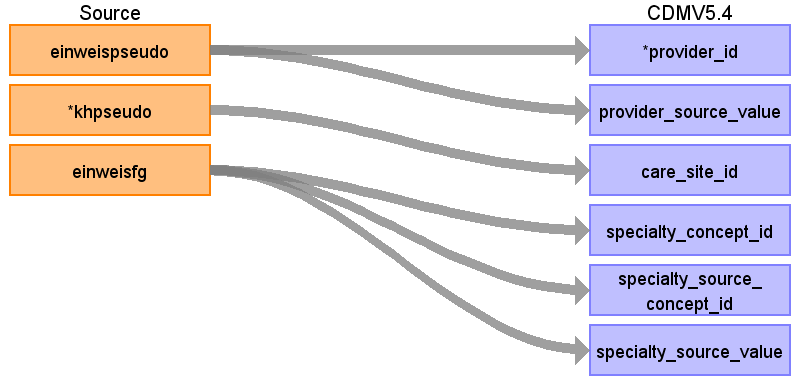 Source
CDMV5.4
einweispseudo
*provider_id
*khpseudo
provider_source_value
einweisfg
care_site_id
specialty_concept_id
specialty_source_
concept_id
specialty_source_value